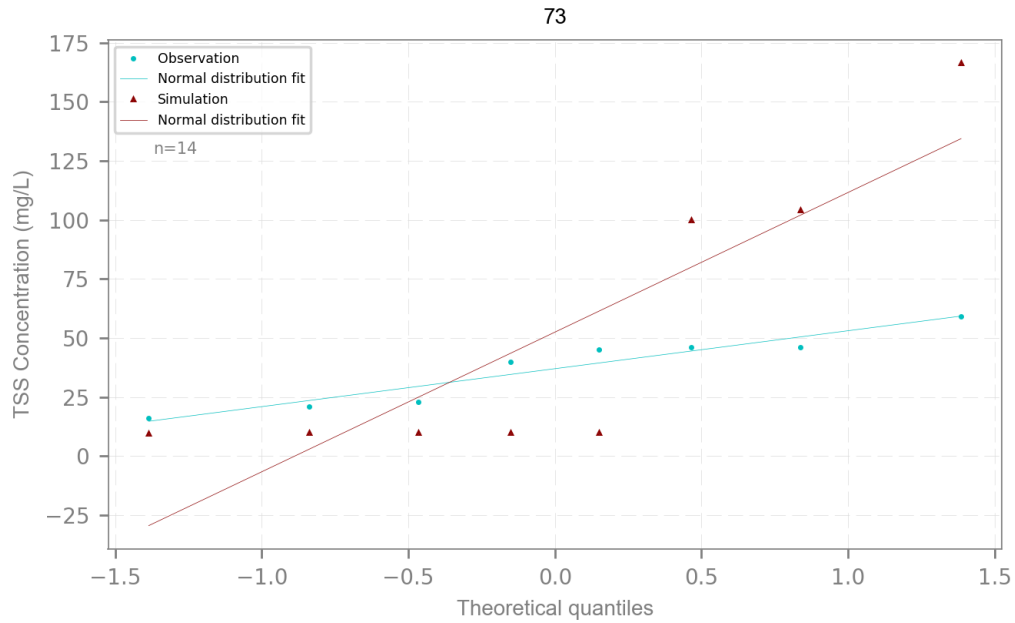 73
175
150
125
100
75
50
25
0
−25
TSS Concentration (mg/L)
Observation
Normal distribution fit
Simulation
Normal distribution fit
n=14
−1.5
−1.0
−0.5
0.0
0.5
1.0
1.5
Theoretical quantiles